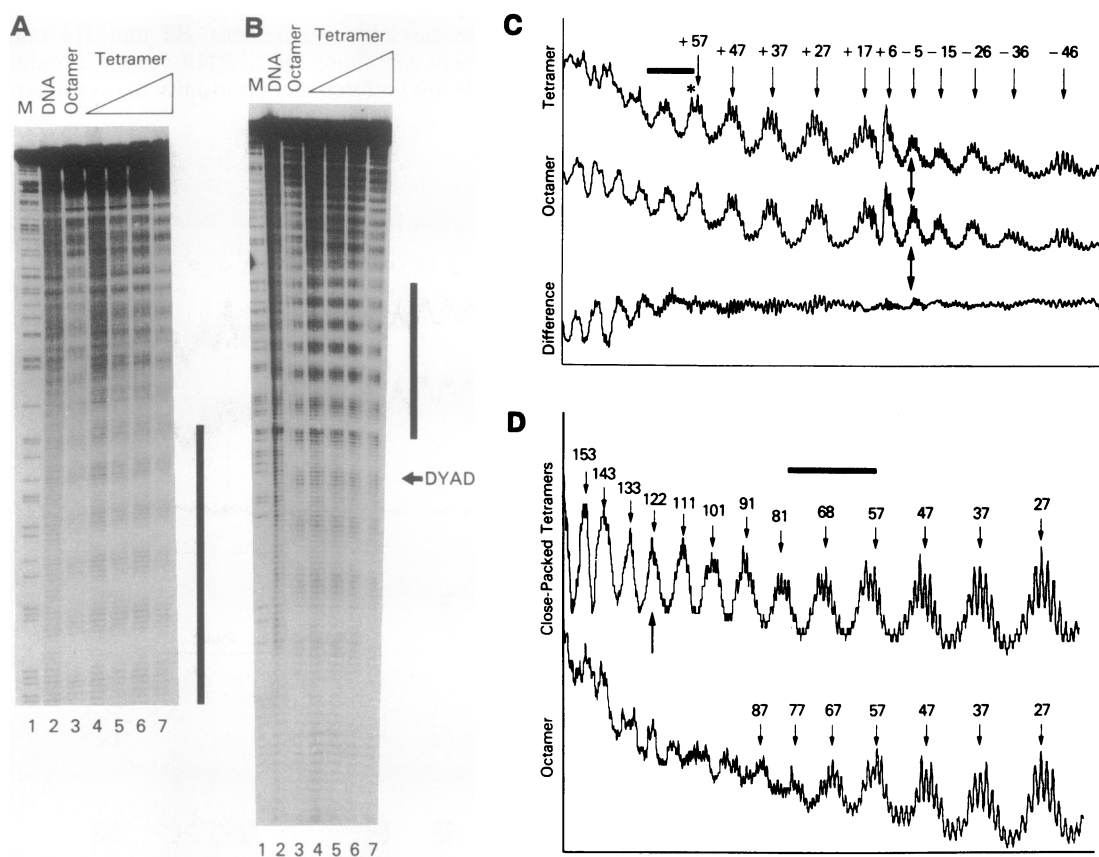 A
M
DNA
Octamer
Tetramer
1 2 3 4 5 6 7
B
M
DNA
Octamer
Tetramer
DYAD
1 2 3 4 5 6 7
C
+57 +47 +37 +27 +17 +6 -5 -15 -26 -36 -46
*
Tetramer
Octamer
Difference
D
153 143 133 122 111 101 91 81 68 57 47 37 27
Close-Packed Tetramers
87 77 67 57 47 37 27
Octamer